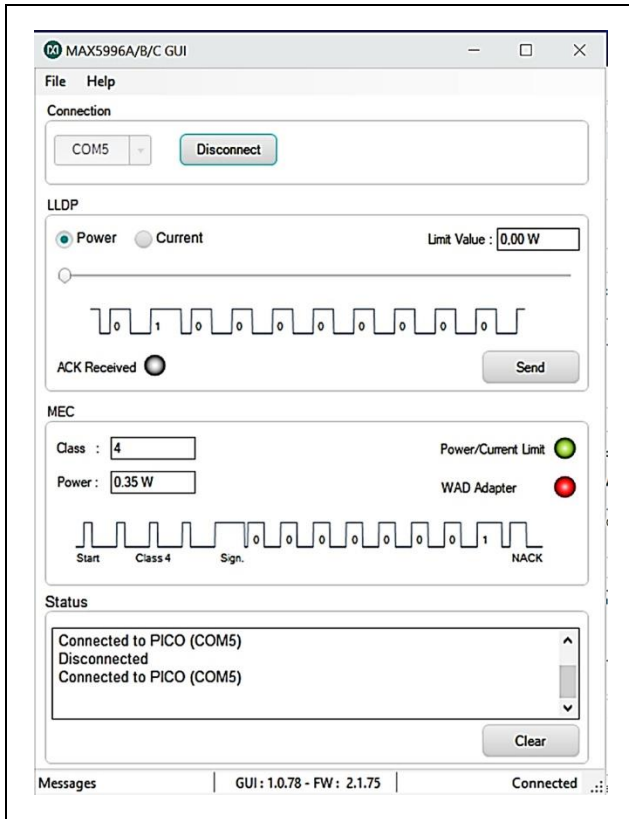 MAX5996A/B/C GUI
File Help
Connection
COM5 Disconnect
LLDP
Power Current Limit Value : 0.00 W
0 1 0 0 0 0 0 0 0 0
ACK Received Send
MEC
Class : 4 Power/Current Limit
Power : 0.35 W WAD Adapter
0 0 0 0 0 0 0 1
Start Class 4 Sign. NACK
Status
Connected to PICO (COM5)
Disconnected
Connected to PICO (COM5)
Clear
Messages GUI : 1.0.78 - FW : 2.1.75 Connected